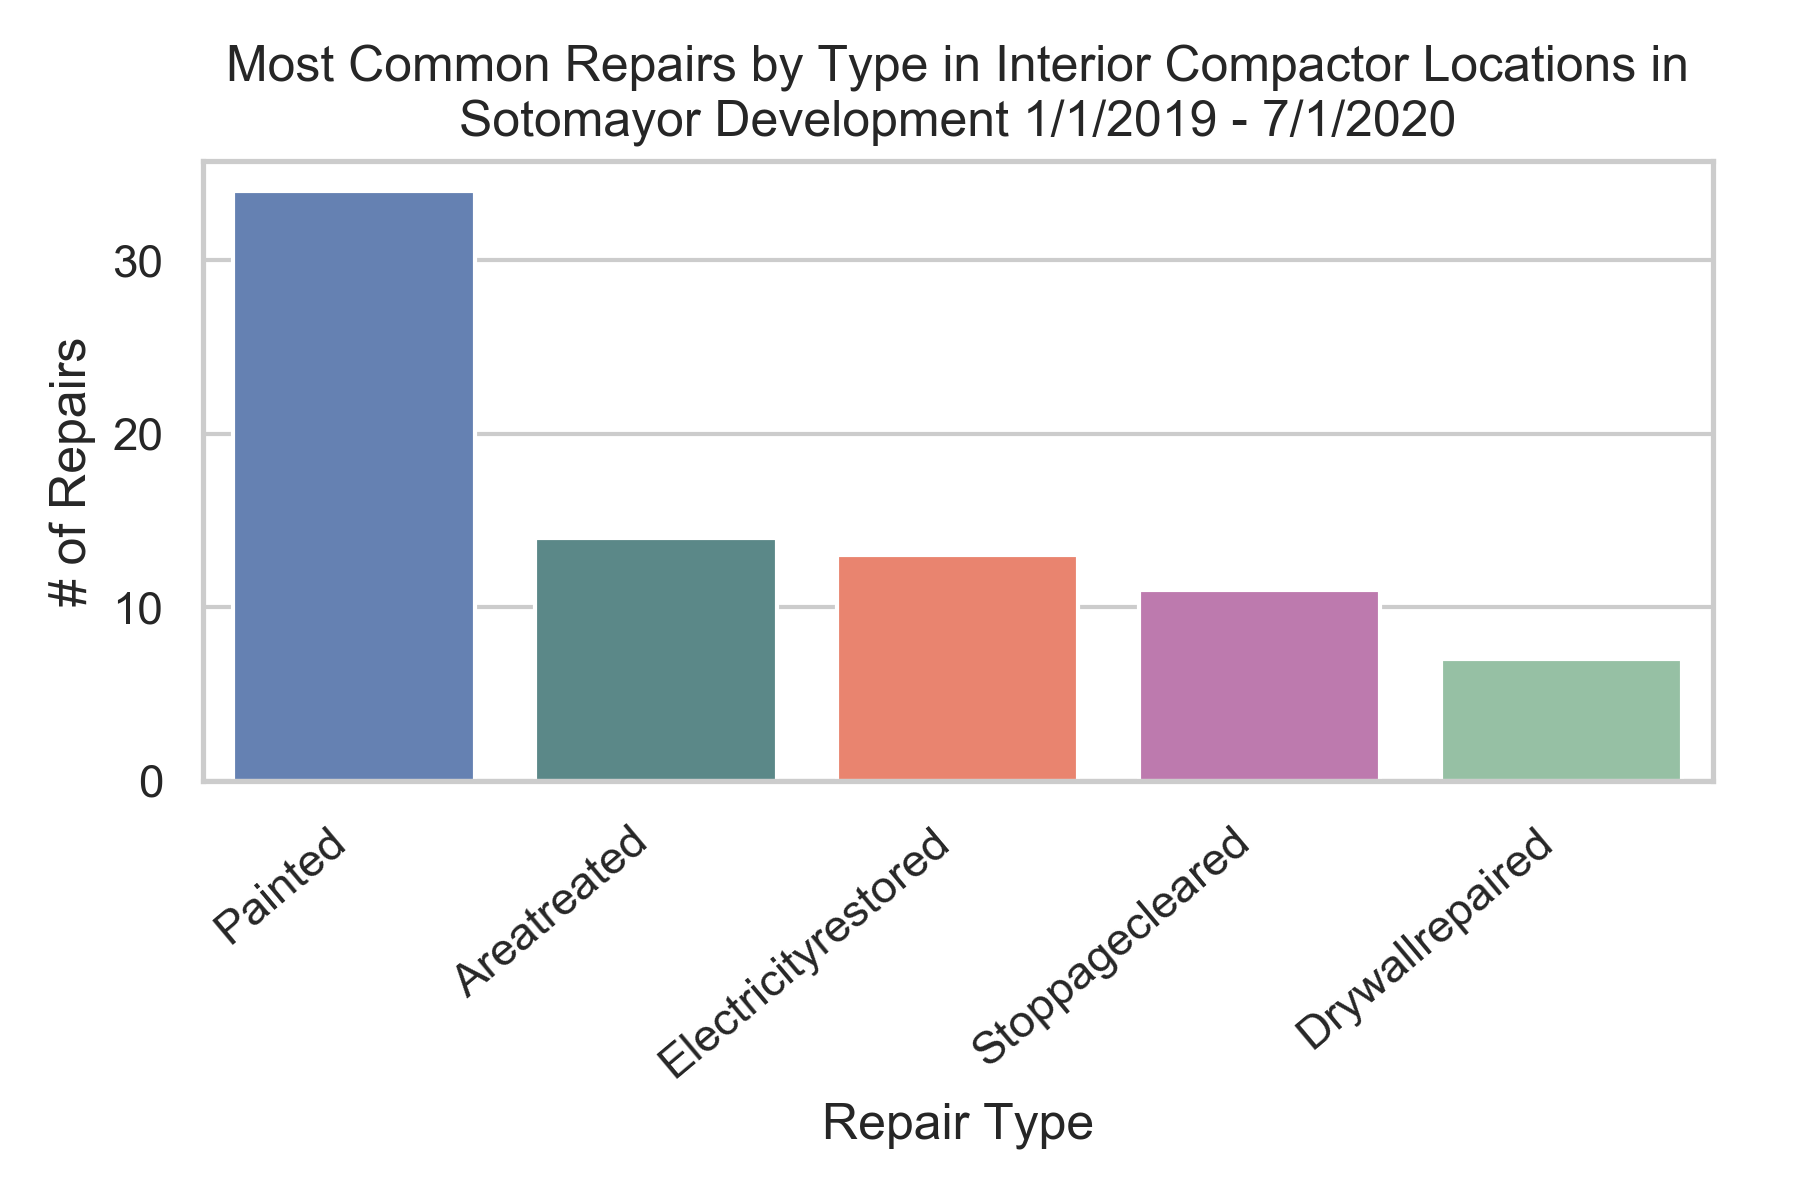 Most Common Repairs by Type in Interior Compactor Locations in
Sotomayor Development 1/1/2019 - 7/1/2020
# of Repairs
30
20
10
0
Painted
Areatreated
Electricityrestored
Stoppagecleared
Drywallrepaired
Repair Type